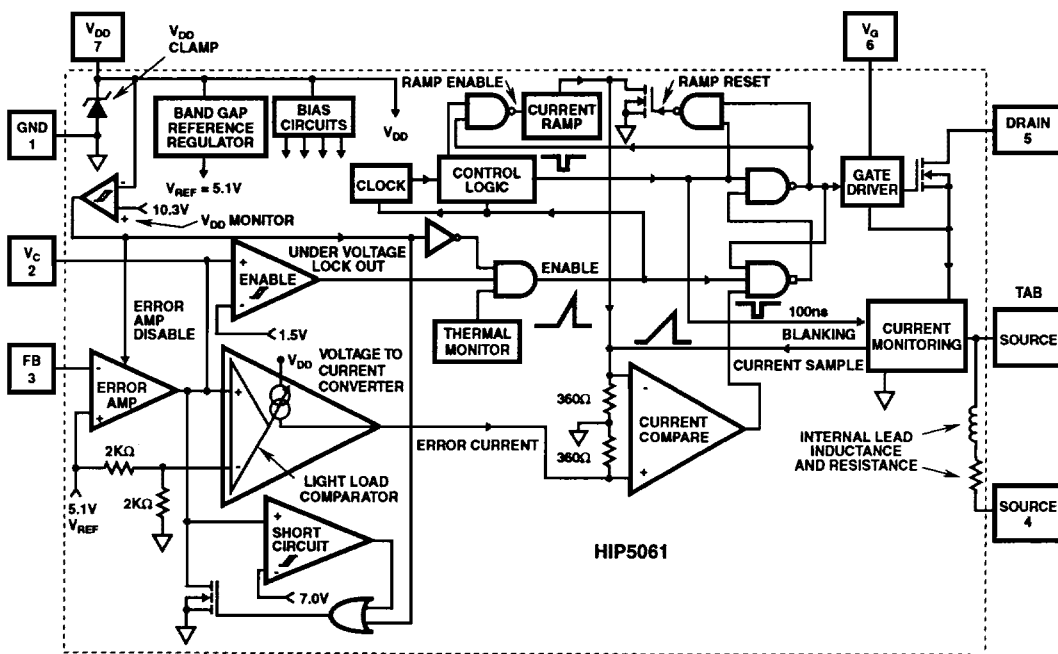 VDD
7
VDD
CLAMP
VG
6
GND
1
BAND GAP
REFERENCE
REGULATOR
BIAS
CIRCUITS
VDD
RAMP ENABLE
CURRENT
RAMP
RAMP RESET
DRAIN
5
VREF = 5.1V
CLOCK
CONTROL
LOGIC
GATE
DRIVER
-
10.3V
+
VDD MONITOR
VC
2
+
ENABLE
-
UNDER VOLTAGE
LOCK OUT
ENABLE
1.5V
THERMAL
MONITOR
100ns
BLANKING
CURRENT SAMPLE
CURRENT
MONITORING
TAB
SOURCE
ERROR
AMP
DISABLE
FB
3
-
ERROR
AMP
+
VDD
VOLTAGE TO
CURRENT
CONVERTER
+
-
ERROR CURRENT
360Ω
360Ω
-
CURRENT
COMPARE
+
INTERNAL LEAD
INDUCTANCE
AND RESISTANCE
2KΩ
2KΩ
5.1V
VREF
LIGHT LOAD
COMPARATOR
+
SHORT
CIRCUIT
-
7.0V
HIP5061
SOURCE
4